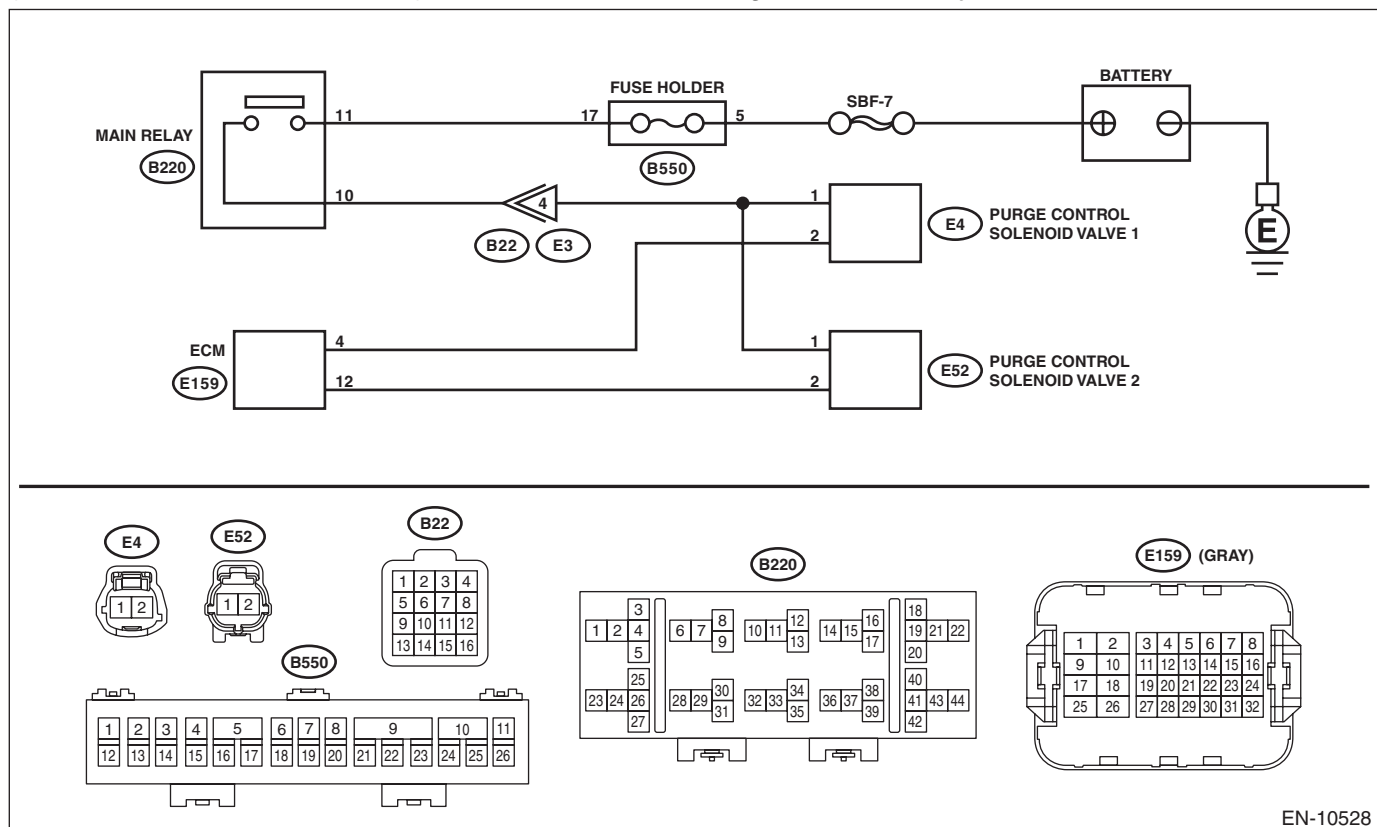 BATTERY
FUSE HOLDER
SBF-7
11
17
5
MAIN RELAY
B220
B550
10
4
1
B22
E3
2
E4
PURGE CONTROL
SOLENOID VALVE 1
E
ECM
E159
4
12
1
2
E52
PURGE CONTROL
SOLENOID VALVE 2
E4
1 2
E52
1 2
B22
1 2 3 4
5 6 7 8
9 10 11 12
13 14 15 16
B550
1 2 3 4 5 6 7 8 9 10 11
12 13 14 15 16 17 18 19 20 21 22 23 24 25 26
B220
3 8 12 16 18
1 2 4 6 7 9 10 11 13 14 15 17 19 21 22
5 20
25 30 34 38 40
23 24 26 28 29 31 32 33 35 36 37 39 41 43 44
27 42
E159 (GRAY)
1 2 3 4 5 6 7 8
9 10 11 12 13 14 15 16
17 18 19 20 21 22 23 24
25 26 27 28 29 30 31 32
EN-10528